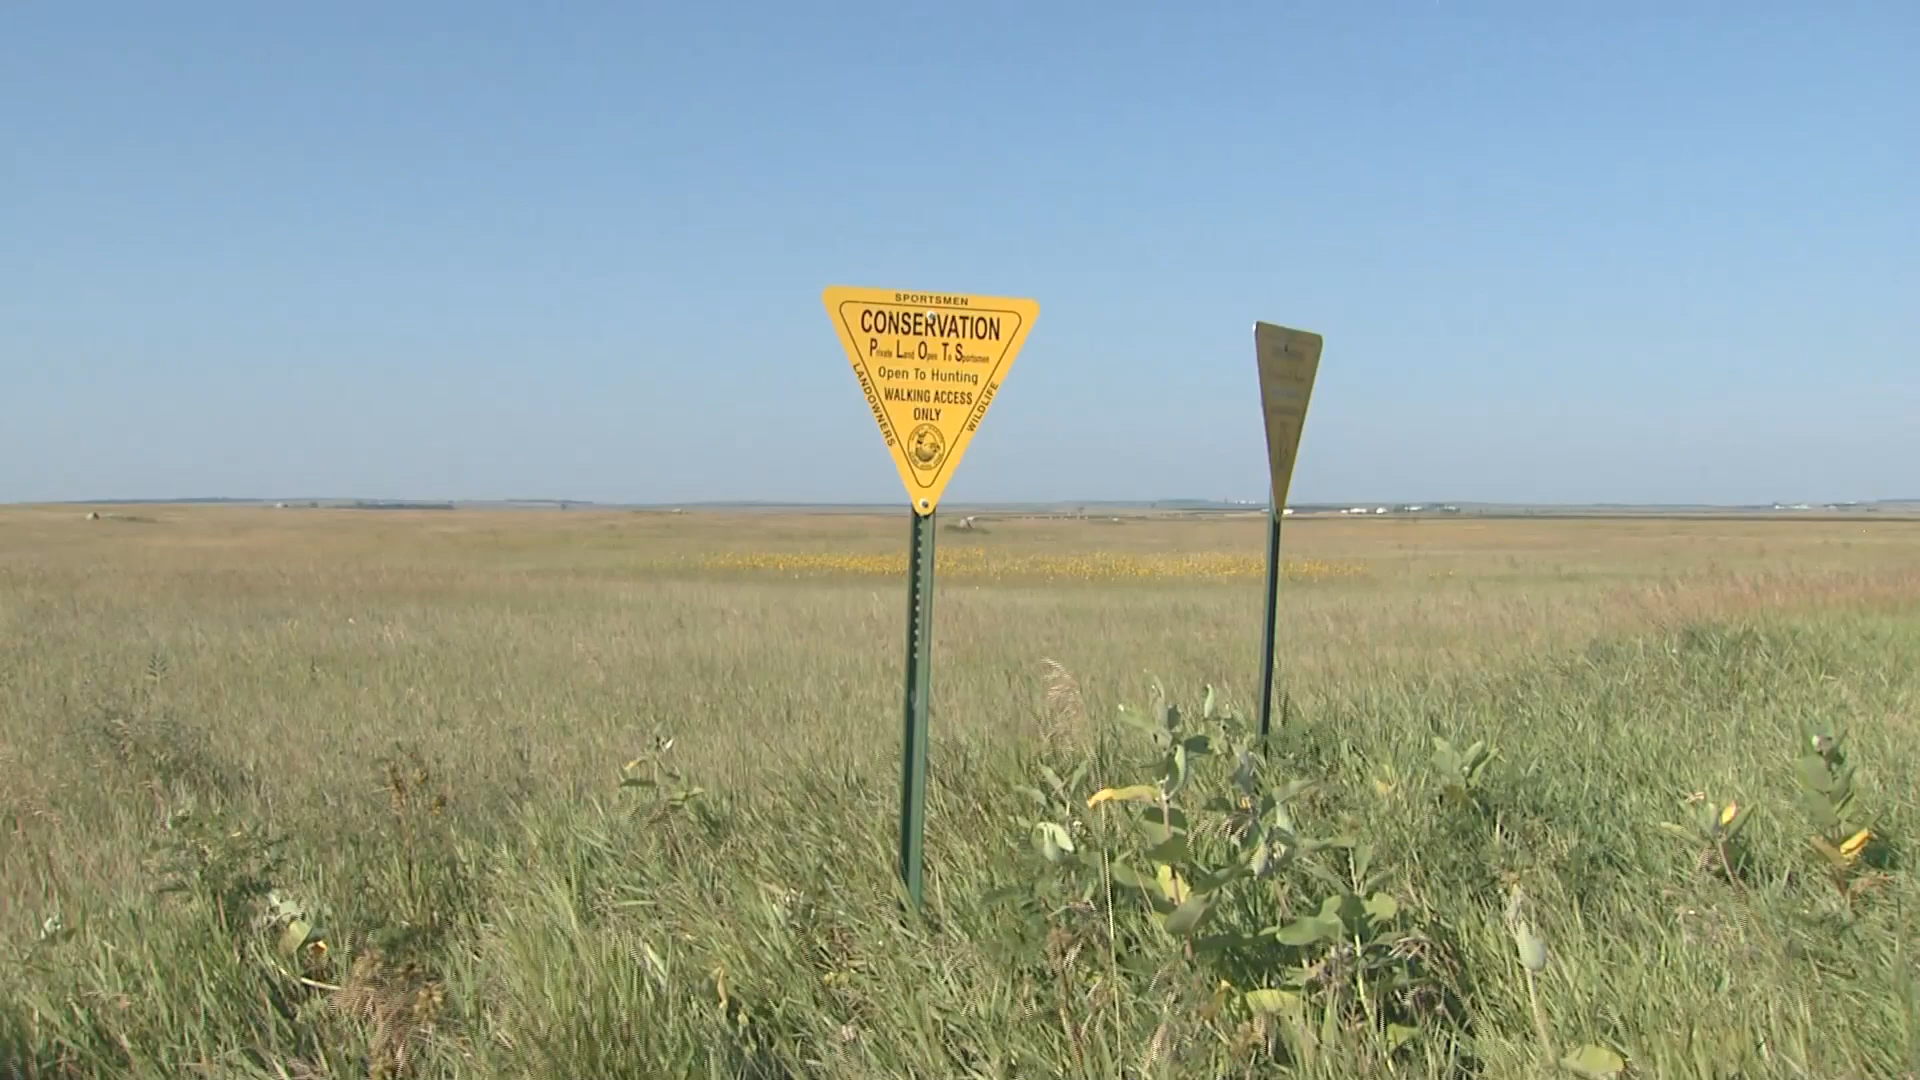 SPORTSMEN
CONSERVATION
Private Land Open To Sportsmen
Open To Hunting
WALKING ACCESS
ONLY
LANDOWNERS
WILDLIFE